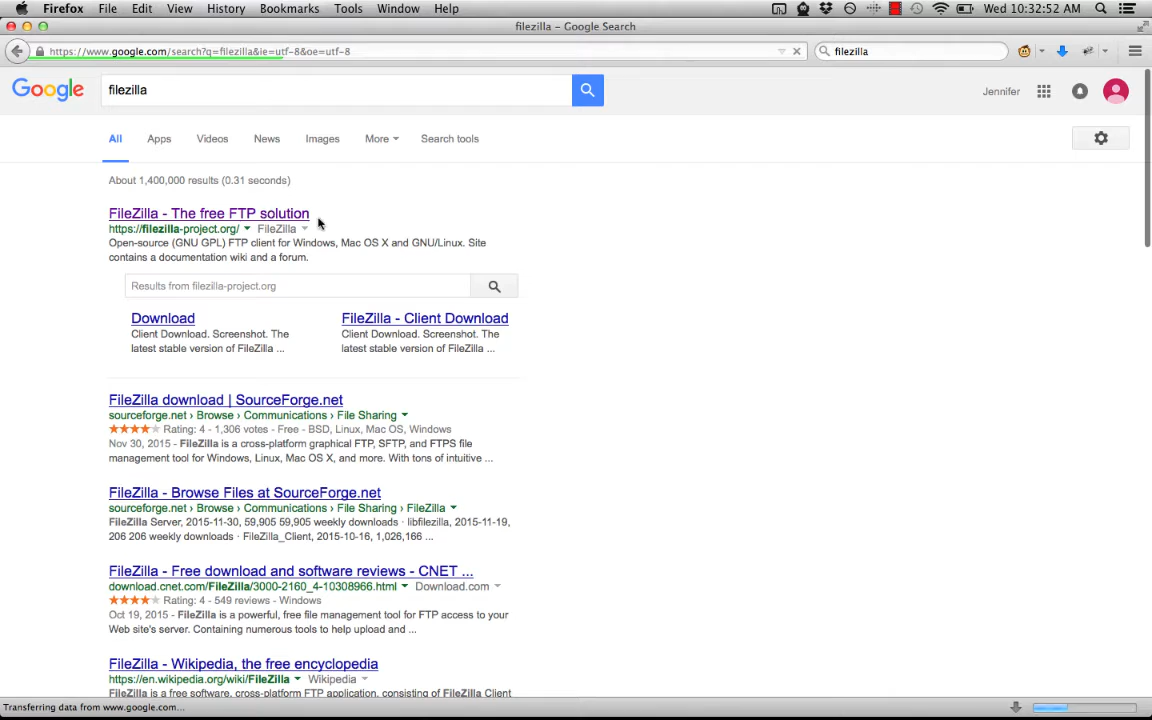 Firefox File Edit View History Bookmarks Tools Window Help Wed 10:32:52 AM
filezilla – Google Search
https://www.google.com/search?q=filezilla&ie=utf-8&oe=utf-8
filezilla
Google
filezilla
Jennifer
All Apps Videos News Images More Search tools
About 1,400,000 results (0.31 seconds)
FileZilla - The free FTP solution
https://filezilla-project.org/ FileZilla
Open-source (GNU GPL) FTP client for Windows, Mac OS X and GNU/Linux. Site
contains a documentation wiki and a forum.
Results from filezilla-project.org
Download FileZilla - Client Download
Client Download. Screenshot. The Client Download. Screenshot. The
latest stable version of FileZilla ... latest stable version of FileZilla ...
FileZilla download | SourceForge.net
sourceforge.net › Browse › Communications › File Sharing
Rating: 4 - 1,306 votes - Free - BSD, Linux, Mac OS, Windows
Nov 30, 2015 - FileZilla is a cross-platform graphical FTP, SFTP, and FTPS file
management tool for Windows, Linux, Mac OS X, and more. With tons of intuitive ...
FileZilla - Browse Files at SourceForge.net
sourceforge.net › Browse › Communications › File Sharing › FileZilla
FileZilla Server, 2015-11-30, 59,905 59,905 weekly downloads · libfilezilla, 2015-11-19,
206 206 weekly downloads · FileZilla_Client, 2015-10-16, 1,026,166 ...
FileZilla - Free download and software reviews - CNET ...
download.cnet.com/FileZilla/3000-2160_4-10308966.html Download.com
Rating: 4 - 549 reviews - Windows
Oct 19, 2015 - FileZilla is a powerful, free file management tool for FTP access to your
Web site's server. Containing numerous tools to help upload and ...
FileZilla - Wikipedia, the free encyclopedia
https://en.wikipedia.org/wiki/FileZilla Wikipedia
FileZilla is a free software, cross-platform FTP application, consisting of FileZilla Client
Transferring data from www.google.com...